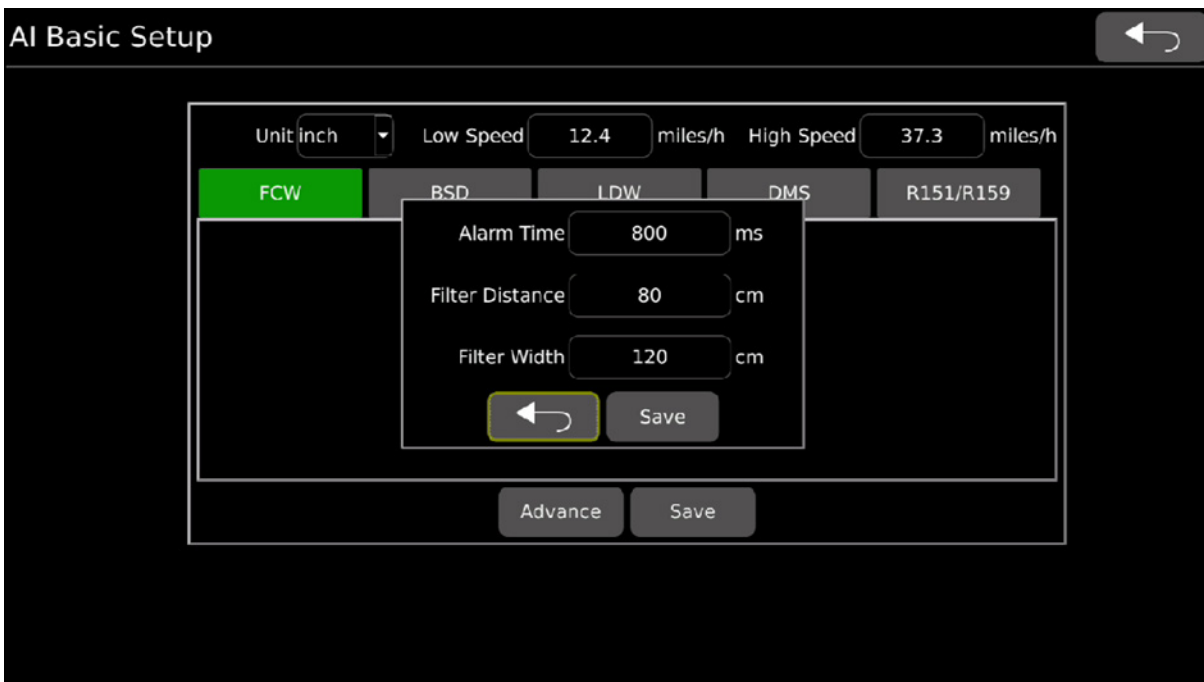 AI Basic Setup
Unit inch Low Speed 12.4 miles/h High Speed 37.3 miles/h
FCW BSD LDW DMS R151/R159
Alarm Time 800 ms
Filter Distance 80 cm
Filter Width 120 cm
Save
Advance Save